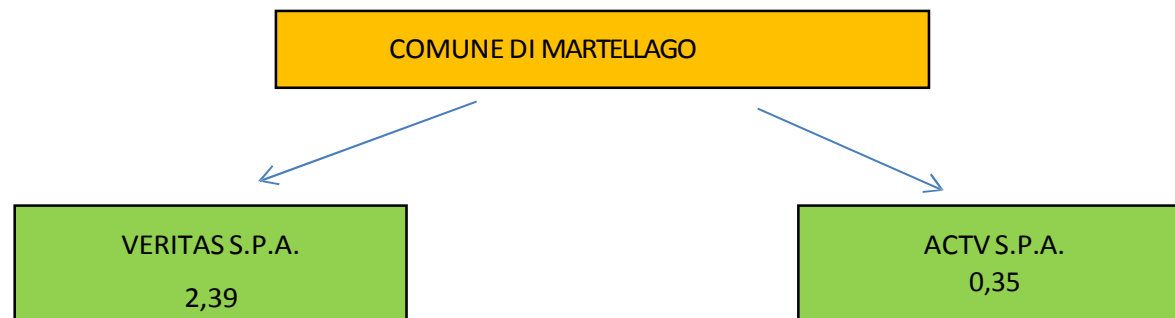 COMUNE DI MARTELLAGO
VERITAS S.P.A.
2,39
ACTV S.P.A.
0,35